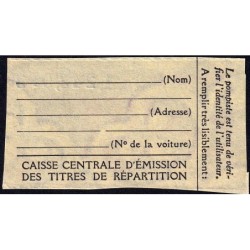 (Nom)
(Adresse)
(Nº de la voiture)
CAISSE CENTRALE D'ÉMISSION
DES TITRES DE RÉPARTITION
Le pompiste est tenu de véri-
fier l'identité de l'utilisateur.
A remplir très lisiblement :